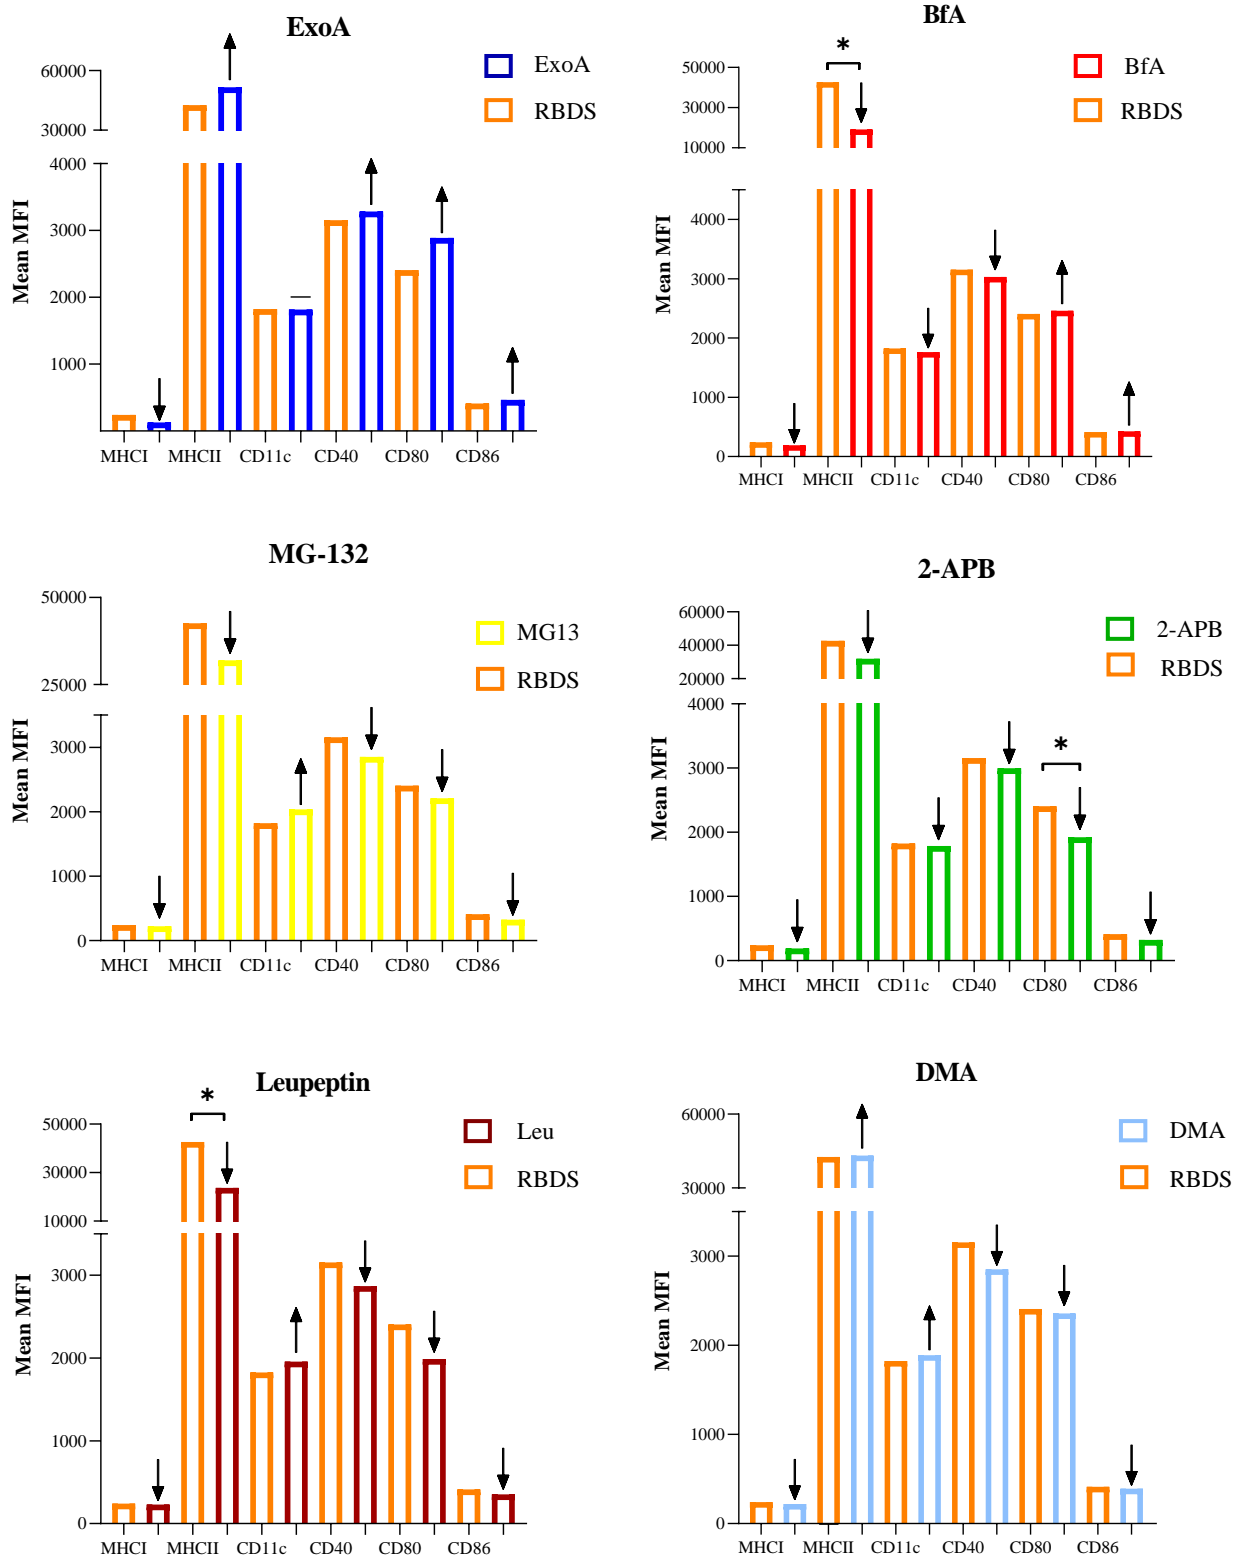 ExoA
ExoA
RBDS
60000
30000
4000
3000
2000
1000
Mean MFI
MHCI MHCII CD11c CD40 CD80 CD86
BfA
*
BfA
RBDS
50000
30000
10000
4000
3000
2000
1000
0
Mean MFI
MHCI MHCII CD11c CD40 CD80 CD86
MG-132
MG13
RBDS
50000
25000
3000
2000
1000
0
Mean MFI
MHCI MHCII CD11c CD40 CD80 CD86
2-APB
2-APB
RBDS
60000
40000
20000
4000
3000
2000
1000
0
*
Mean MFI
MHCI MHCII CD11c CD40 CD80 CD86
Leupeptin
*
Leu
RBDS
50000
30000
10000
3000
2000
1000
0
Mean MFI
MHCI MHCII CD11c CD40 CD80 CD86
DMA
DMA
RBDS
60000
30000
3000
2000
1000
0
Mean MFI
MHCI MHCII CD11c CD40 CD80 CD86